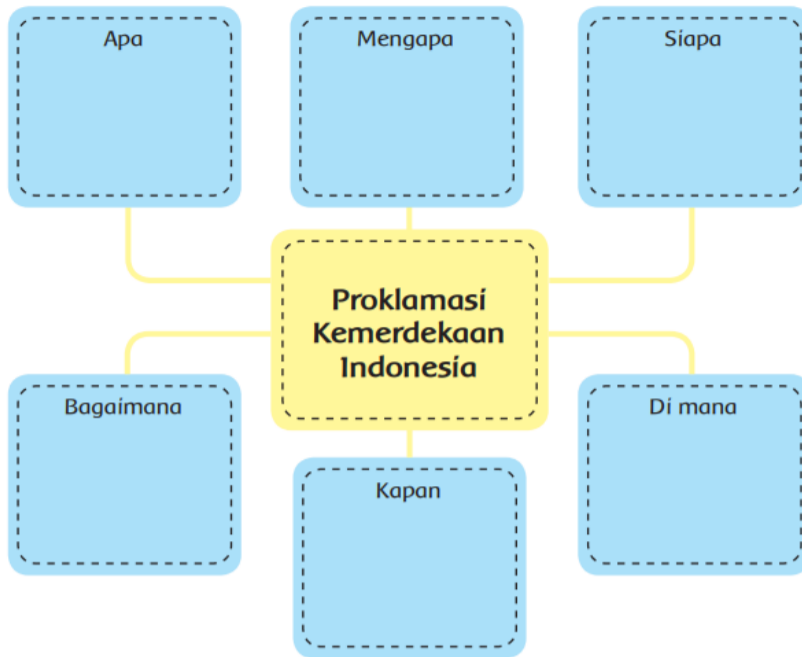 Apa
Mengapa
Siapa
Proklamasi
Kemerdekaan
Indonesia
Bagaimana
Kapan
Di mana